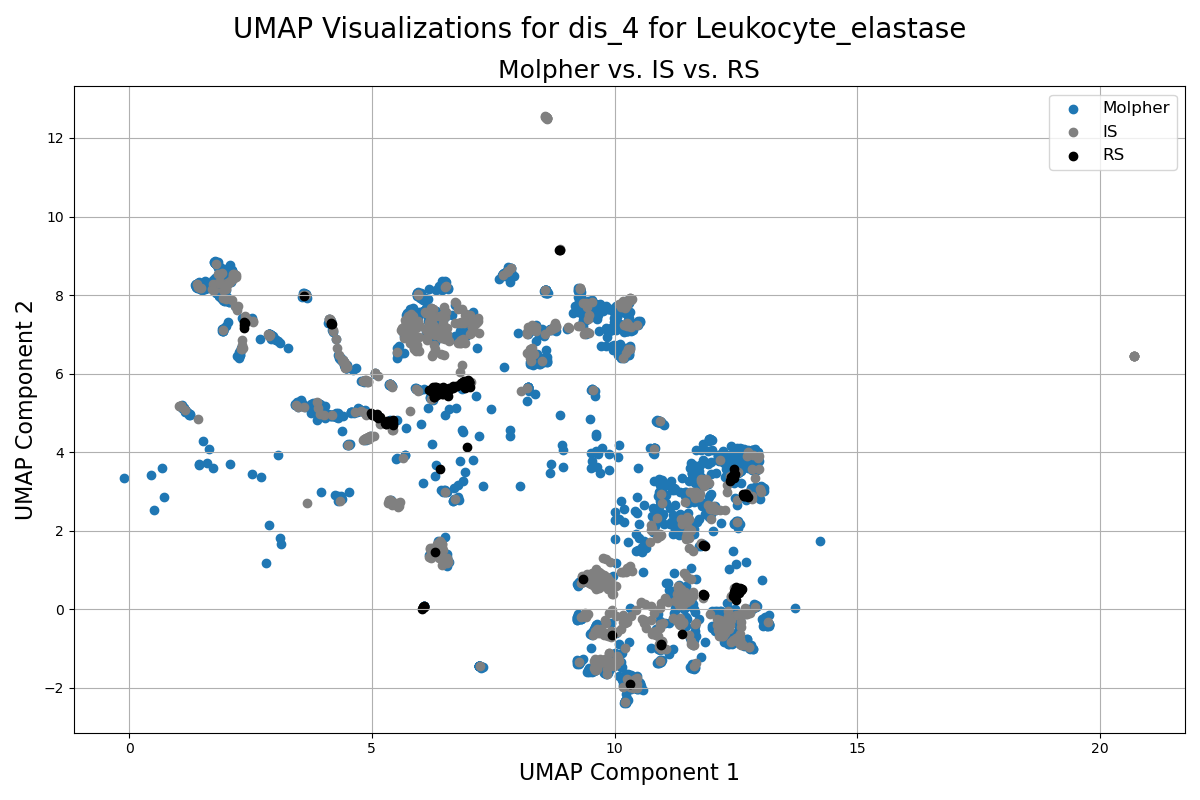 UMAP Visualizations for dis_4 for Leukocyte_elastase
Molpher vs. IS vs. RS
Molpher
IS
RS
UMAP Component 2
12
10
8
6
4
2
0
−2
0 5 10 15 20
UMAP Component 1